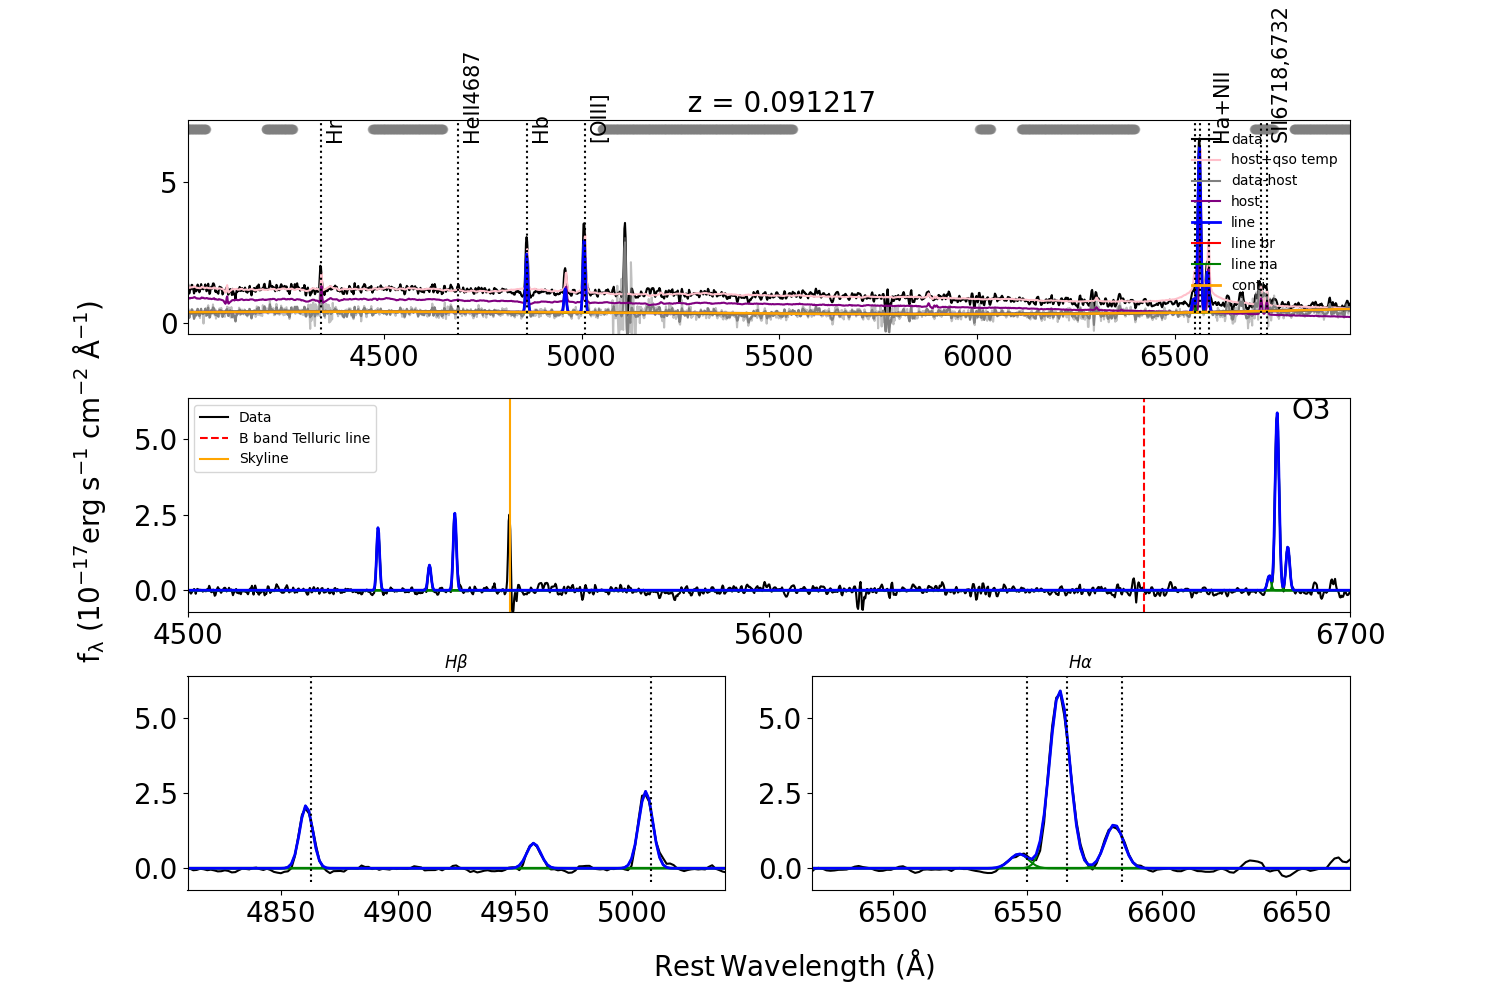 z = 0.091217
Hr
HeII4687
Hb
[OIII]
Ha+NII
SII6718,6732
data
host+qso temp
data-host
host
line
line br
line na
conti
5
0
4500 5000 5500 6000 6500
fλ (10⁻¹⁷erg s⁻¹ cm⁻² Å⁻¹)
Data
B band Telluric line
Skyline
O3
5.0
2.5
0.0
4500 5600 6700
Hβ
5.0
2.5
0.0
4850 4900 4950 5000
Hα
5.0
2.5
0.0
6500 6550 6600 6650
Rest Wavelength (Å)